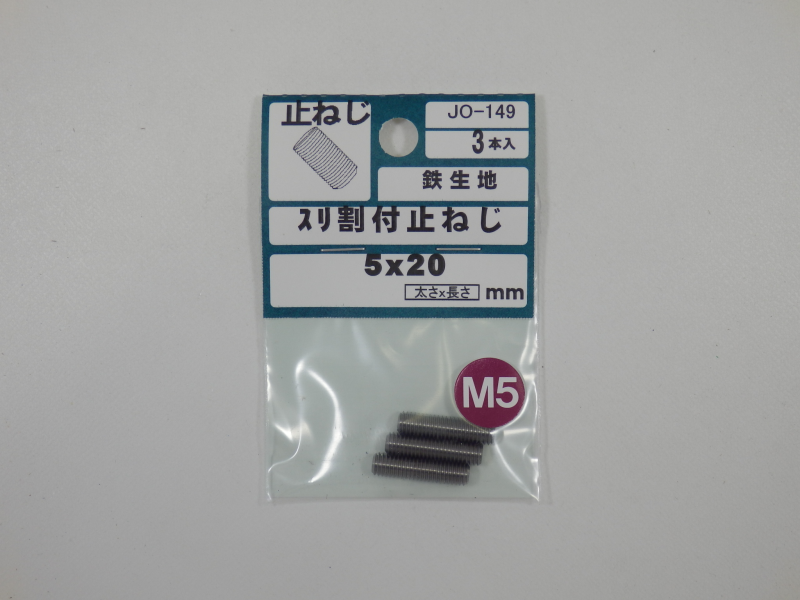 止ねじ
JO-149
3本入
鉄生地
ｽﾘ割付止ねじ
5x20
太さx長さ mm
M5